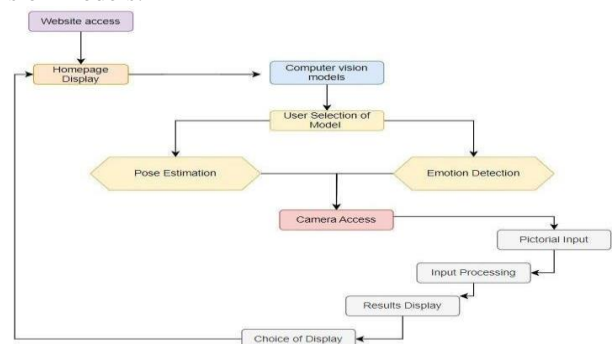 Website access
Homepage
Display
Computer vision
models
User Selection of
Model
Pose Estimation
Emotion Detection
Camera Access
Pictorial Input
Input Processing
Results Display
Choice of Display